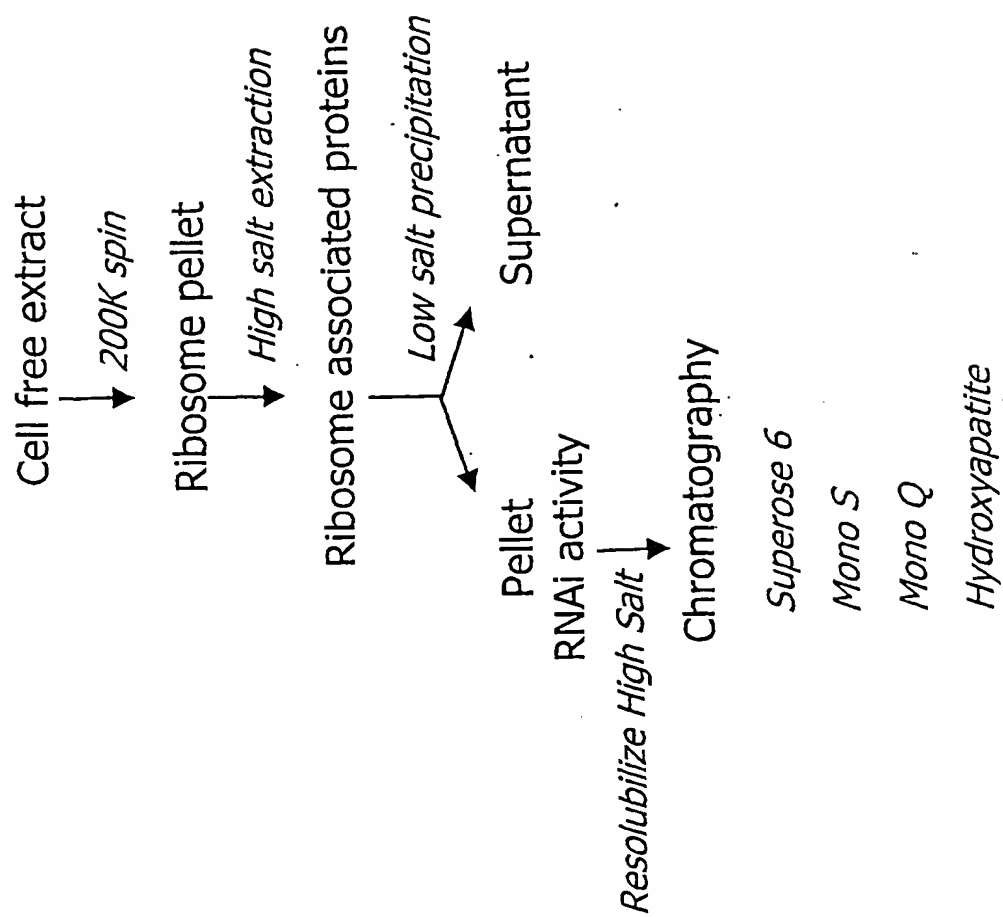 Cell free extract
200K spin
Ribosome pellet
High salt extraction
Ribosome associated proteins
Low salt precipitation
Pellet
RNAi activity
Supernatant
Resolubilize High Salt
Chromatography
Superose 6
Mono S
Mono Q
Hydroxyapatite